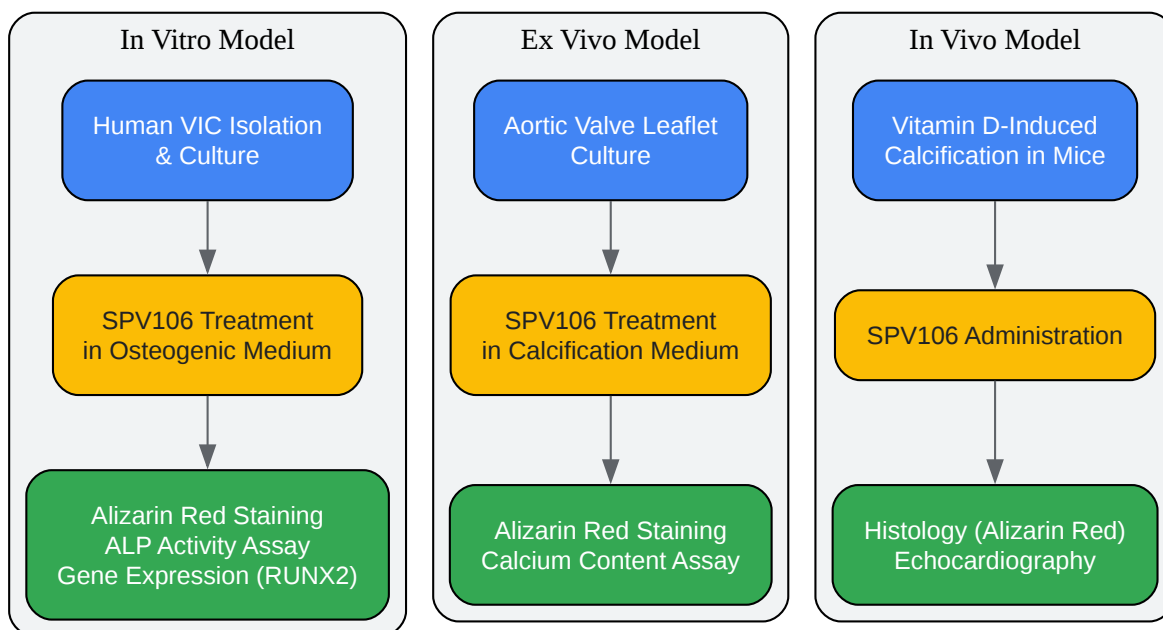 In Vitro Model
Human VIC Isolation
& Culture
SPV106 Treatment
in Osteogenic Medium
Alizarin Red Staining
ALP Activity Assay
Gene Expression (RUNX2)
Ex Vivo Model
Aortic Valve Leaflet
Culture
SPV106 Treatment
in Calcification Medium
Alizarin Red Staining
Calcium Content Assay
In Vivo Model
Vitamin D-Induced
Calcification in Mice
SPV106 Administration
Histology (Alizarin Red)
Echocardiography